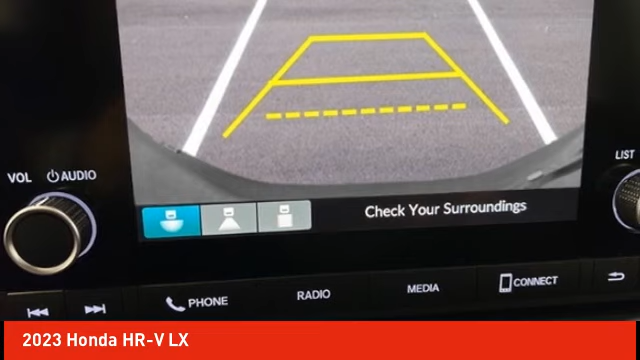 Check Your Surroundings
VOL AUDIO
LIST
PHONE
RADIO
MEDIA
CONNECT
2023 Honda HR-V LX